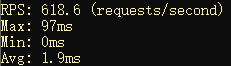 RPS: 618.6 (requests/second)
Max: 97ms
Min: 0ms
Avg: 1.9ms